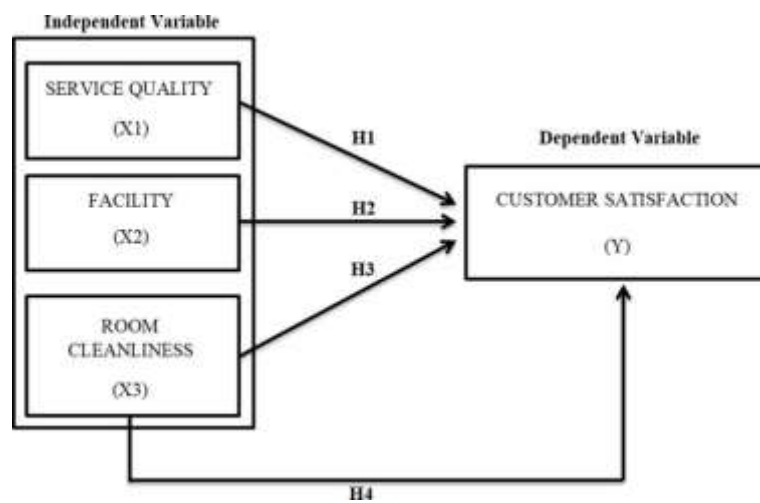 Independent Variable
SERVICE QUALITY
(X1)
FACILITY
(X2)
ROOM
CLEANLINESS
(X3)
H1
H2
H3
H4
Dependent Variable
CUSTOMER SATISFACTION
(Y)